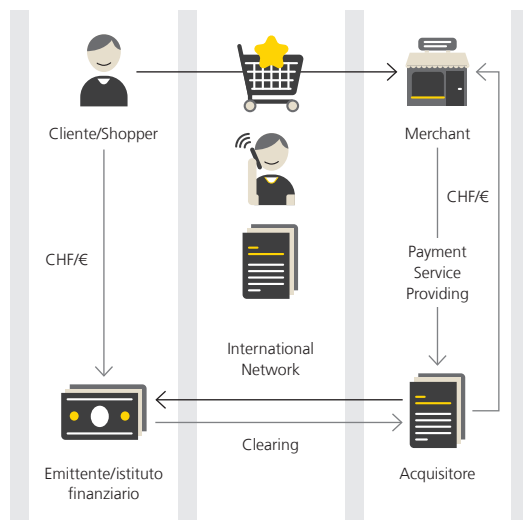 Cliente/Shopper
Merchant
CHF/€
CHF/€
Payment
Service
Providing
International
Network
Clearing
Emittente/istituto
finanziario
Acquisitore